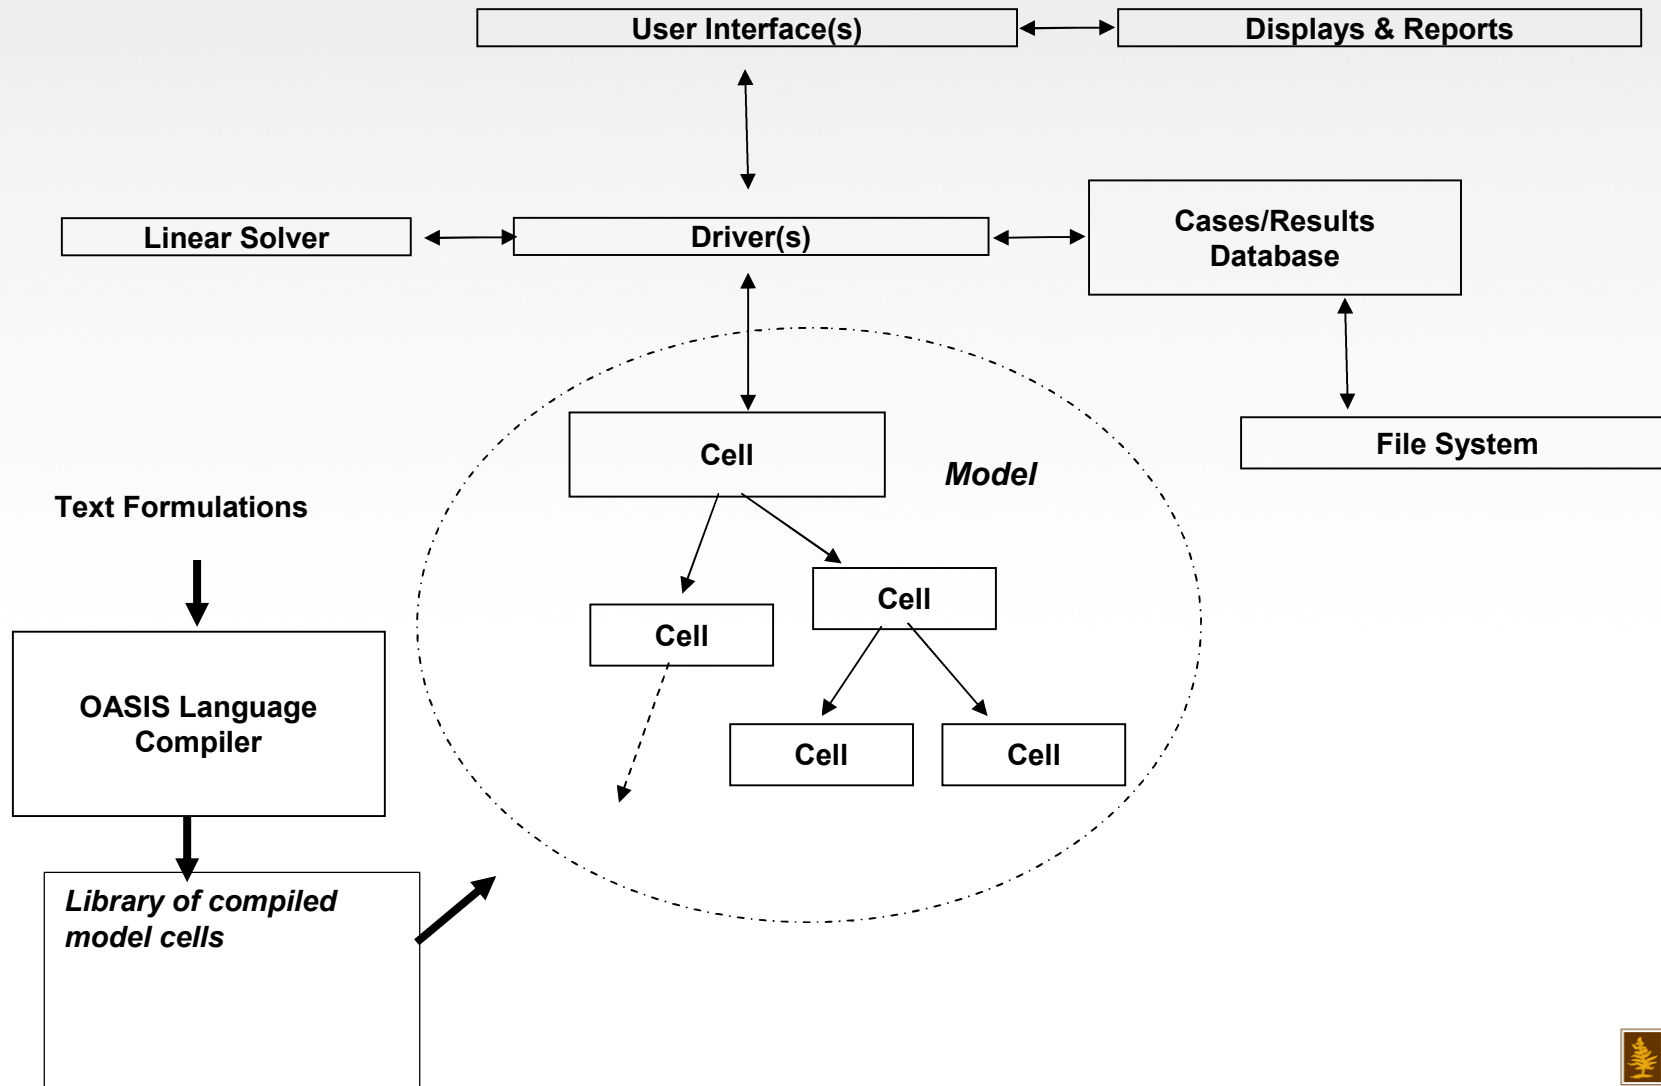 User Interface(s)
Displays & Reports
Linear Solver
Driver(s)
Cases/Results
Database
File System
Cell
Model
Text Formulations
Cell
Cell
OASIS Language
Compiler
Cell
Cell
Library of compiled
model cells